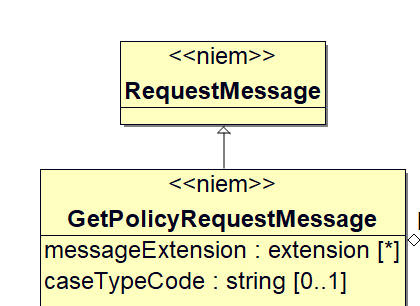 <<niem>>
RequestMessage
<<niem>>
GetPolicyRequestMessage
messageExtension : extension [*]
caseTypeCode : string [0..1]